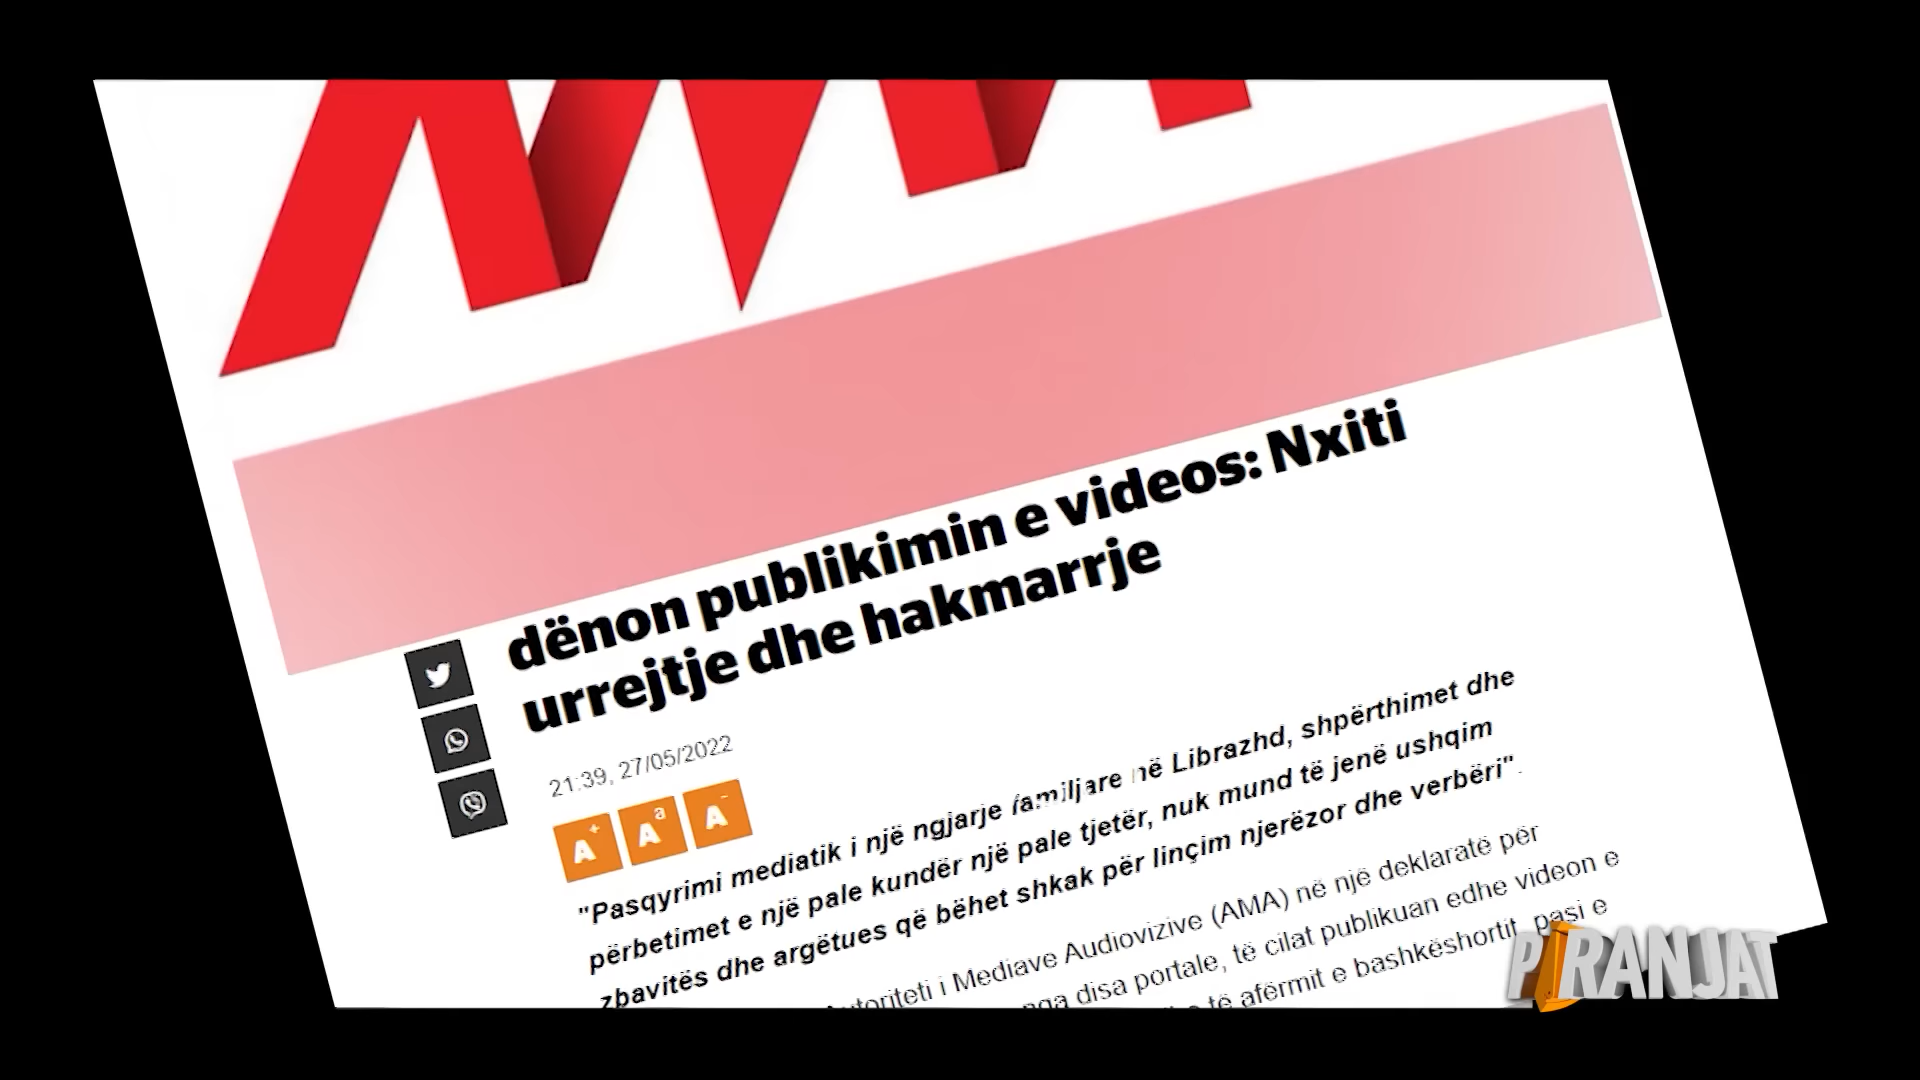 dënon publikimin e videos: Nxiti
urrejtje dhe hakmarrje
21:39, 27/05/2022
A+ Aa A-
"Pasqyrimi mediatik i një ngjarje familjare në Librazhd, shpërthimet dhe
përbetimet e një pale kundër një pale tjetër, nuk mund të jenë ushqim
zbavitës dhe argëtues që bëhet shkak për linçim njerëzor dhe verbëri".
Autoriteti i Mediave Audiovizive (AMA) në një deklaratë për
nga disa portale, të cilat publikuan edhe videon e
të afërmit e bashkëshortit, pasi e
PIRANJAT